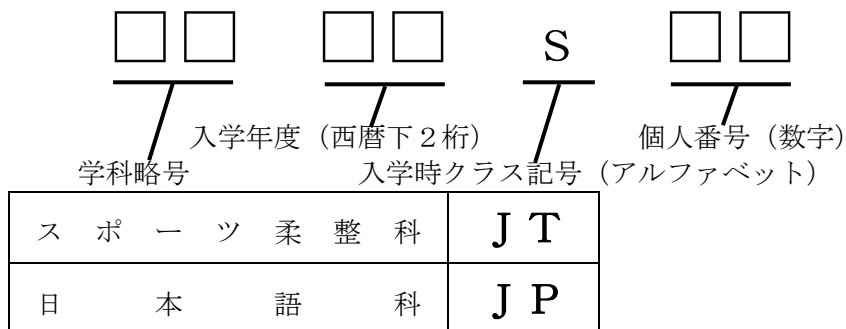 □□ □□ S □□
入学年度（西暦下２桁） 個人番号（数字）
学科略号 入学時クラス記号（アルファベット）
スポーツ柔整科 ＪＴ
日本語科 ＪＰ